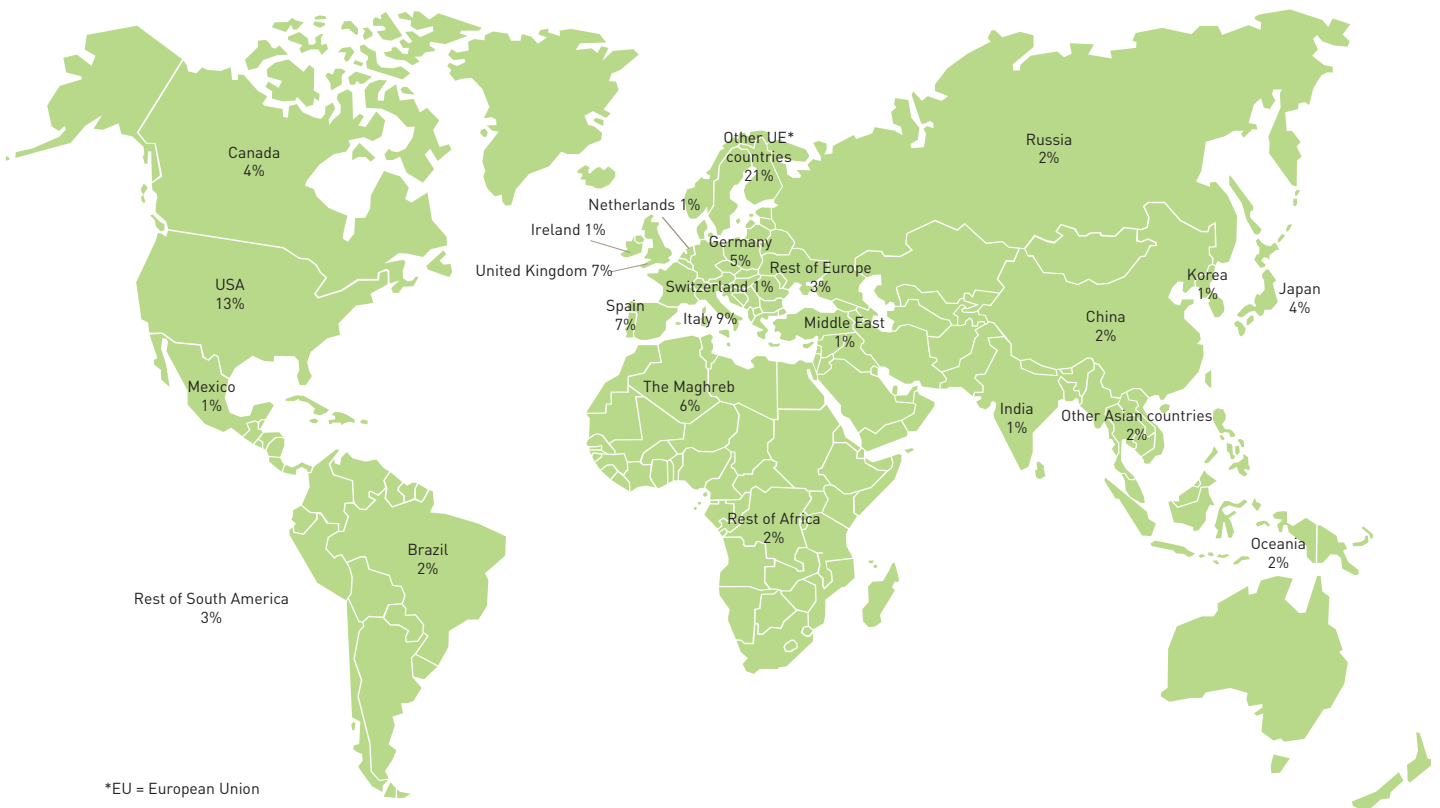 Other UE*
countries
21%
Canada
4%
Russia
2%
Netherlands 1%
Ireland 1%
Germany
5%
United Kingdom 7%
Rest of Europe
3%
Switzerland 1%
USA
13%
Korea
1%
Japan
4%
Spain
7%
Italy 9%
Middle East
1%
China
2%
Mexico
1%
The Maghreb
6%
India
1%
Other Asian countries
2%
Rest of Africa
2%
Brazil
2%
Oceania
2%
Rest of South America
3%
*EU = European Union